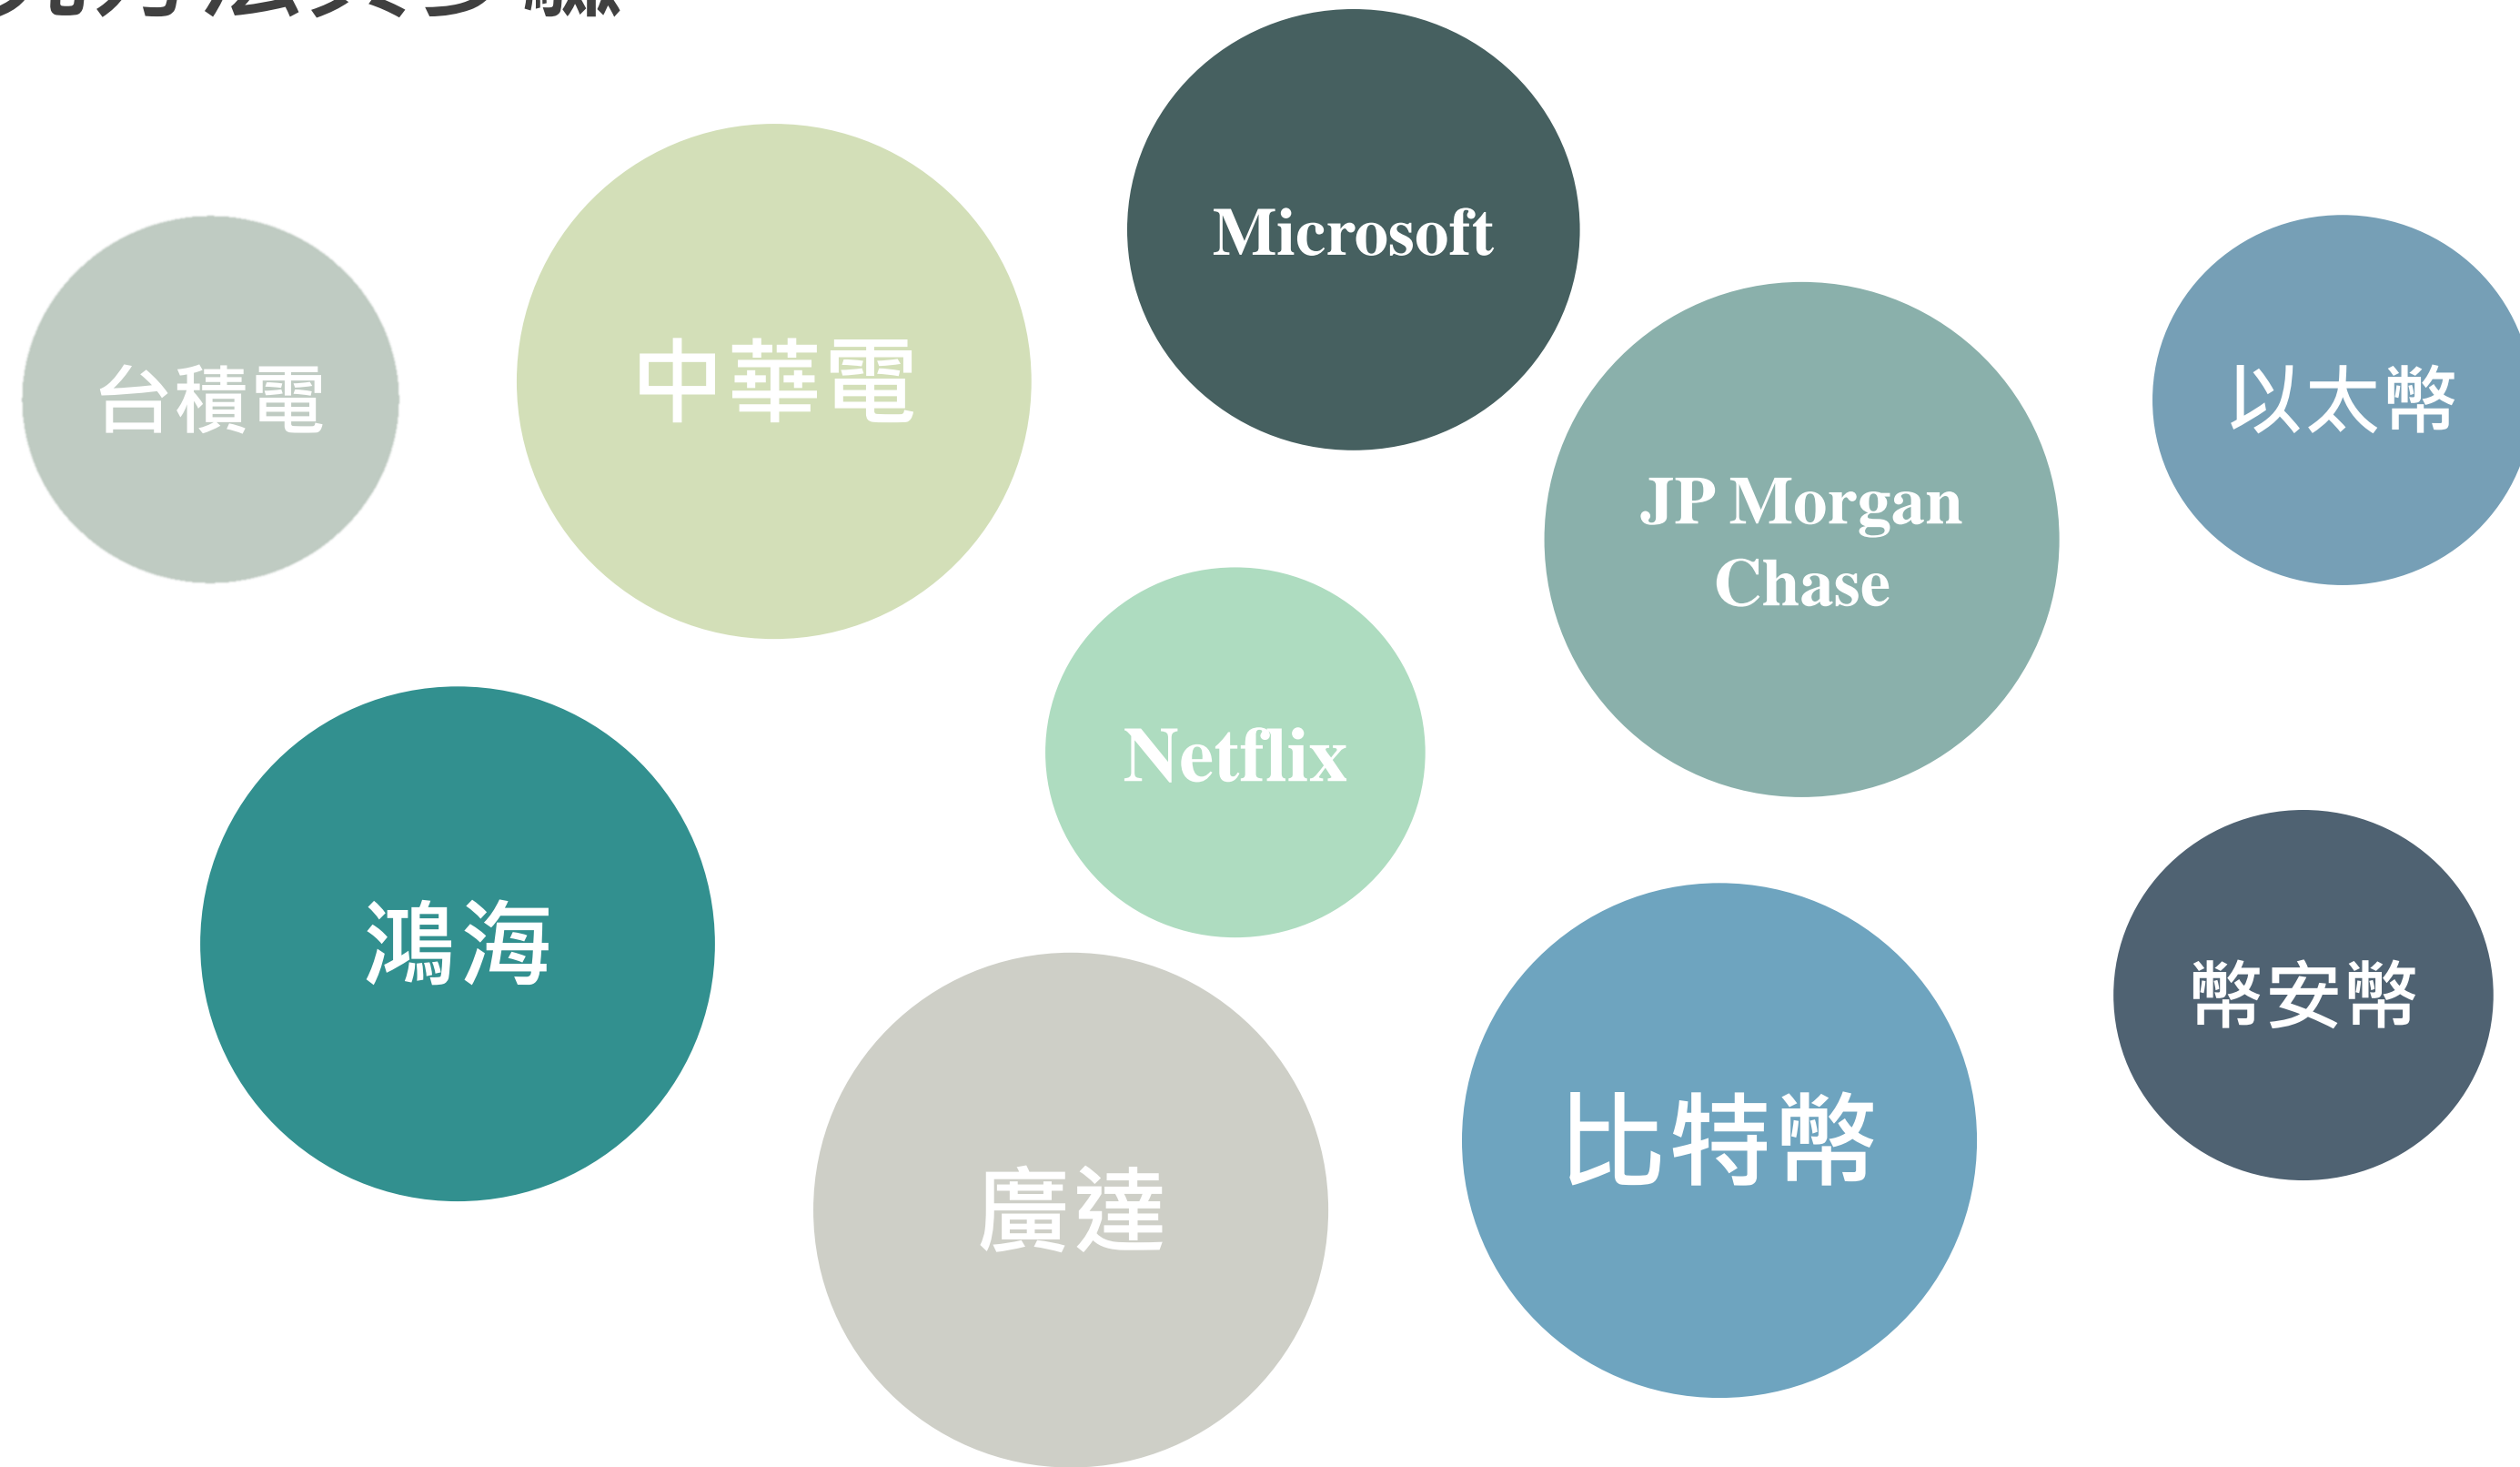 Microsoft
中華電
台積電
以太幣
JP Morgan
Chase
Netflix
鴻海
幣安幣
比特幣
廣達